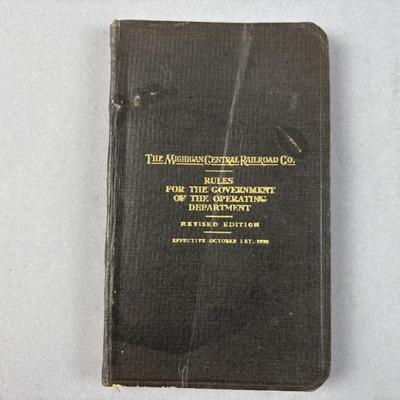 THE MICHIGAN CENTRAL RAILROAD CO.
RULES
FOR THE GOVERNMENT
OF THE OPERATING
DEPARTMENT
REVISED EDITION
EFFECTIVE OCTOBER 1ST,